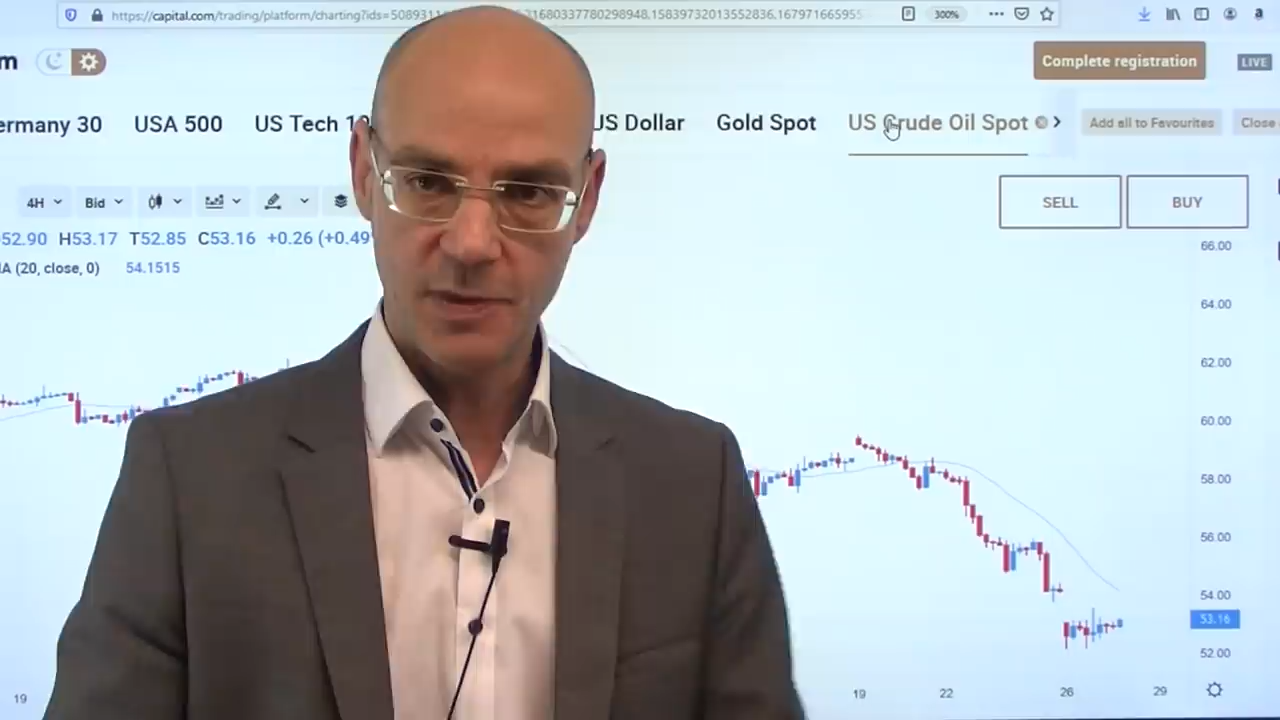 https://capital.com/trading/platform/charting?ids= 1680337780298948,15839732013552836,167971665955
300%
m
Complete registration
LIVE
ermany 30 USA 500 US Tech US Dollar Gold Spot US Crude Oil Spot Add all to Favourites Close
4H Bid SELL BUY
52.90 H53.17 T52.85 C53.16 +0.26 (+0.49
A (20, close, 0) 54.1515
66.00
64.00
62.00
60.00
58.00
56.00
54.00
53.16
52.00
19 19 22 26 29